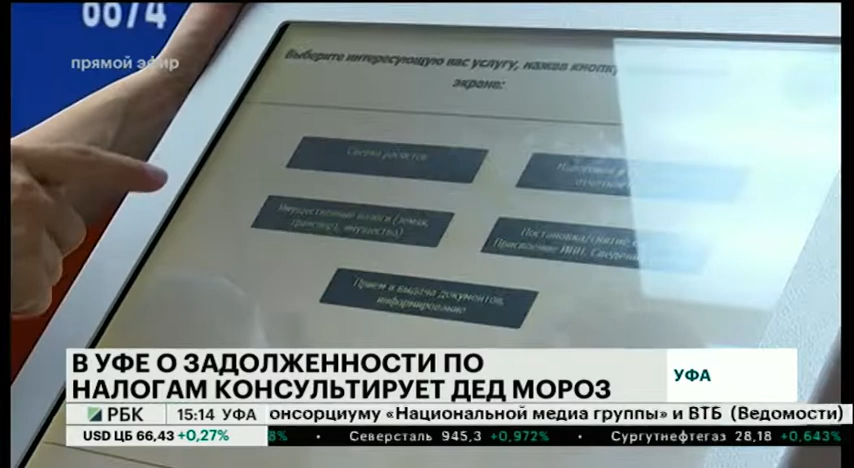 6674
прямой эфир
Выберите интересующую вас услугу, нажав кнопку
экране:
Сверка расчетов
Налоговая
отчетность
Имущественные налоги (земля,
транспорт, имущество)
Постановка/снятие
Присвоение ИНН. Сведения
Прием и выдача документов,
информирование
В УФЕ О ЗАДОЛЖЕННОСТИ ПО
НАЛОГАМ КОНСУЛЬТИРУЕТ ДЕД МОРОЗ
УФА
РБК 15:14 УФА онсорциуму «Национальной медиа группы» и ВТБ (Ведомости)
USD ЦБ 66,43 +0,27% 8% • Северсталь 945,3 +0,972% • Сургутнефтегаз 28,18 +0,643%